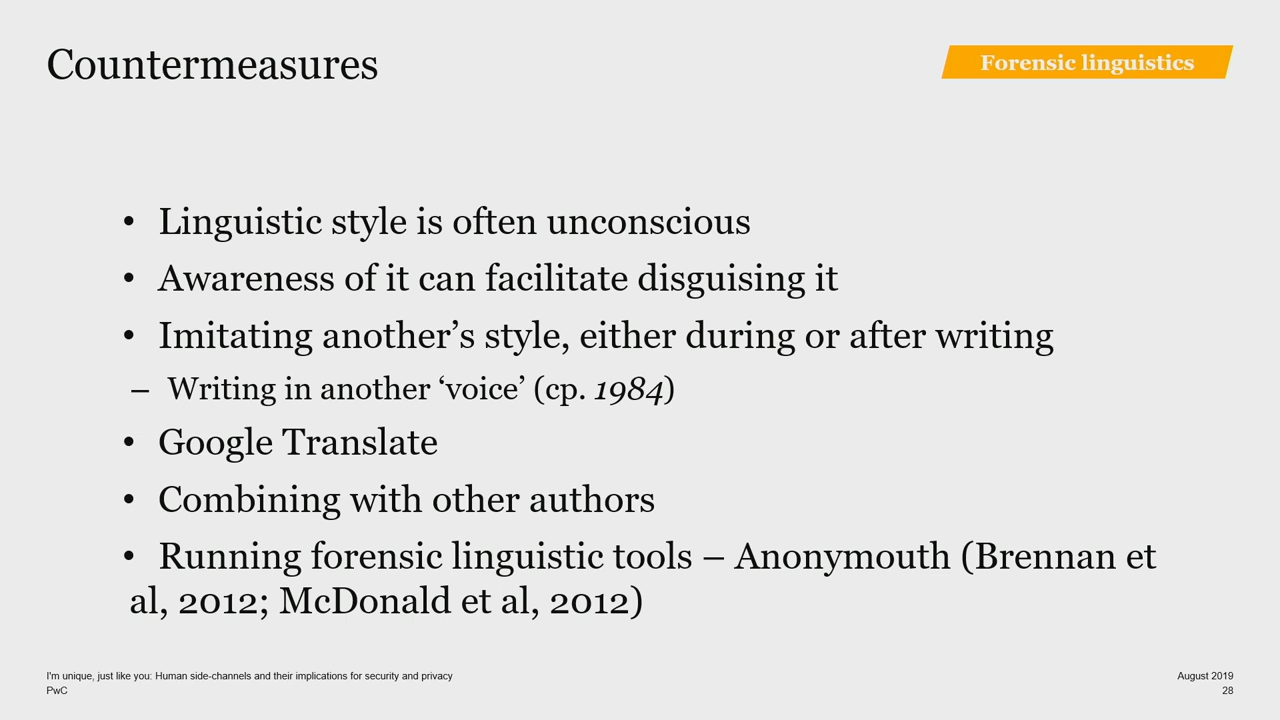 Countermeasures
Forensic linguistics
• Linguistic style is often unconscious
• Awareness of it can facilitate disguising it
• Imitating another’s style, either during or after writing
– Writing in another ‘voice’ (cp. 1984)
• Google Translate
• Combining with other authors
• Running forensic linguistic tools – Anonymouth (Brennan et
al, 2012; McDonald et al, 2012)
I'm unique, just like you: Human side-channels and their implications for security and privacy
PwC
August 2019
28